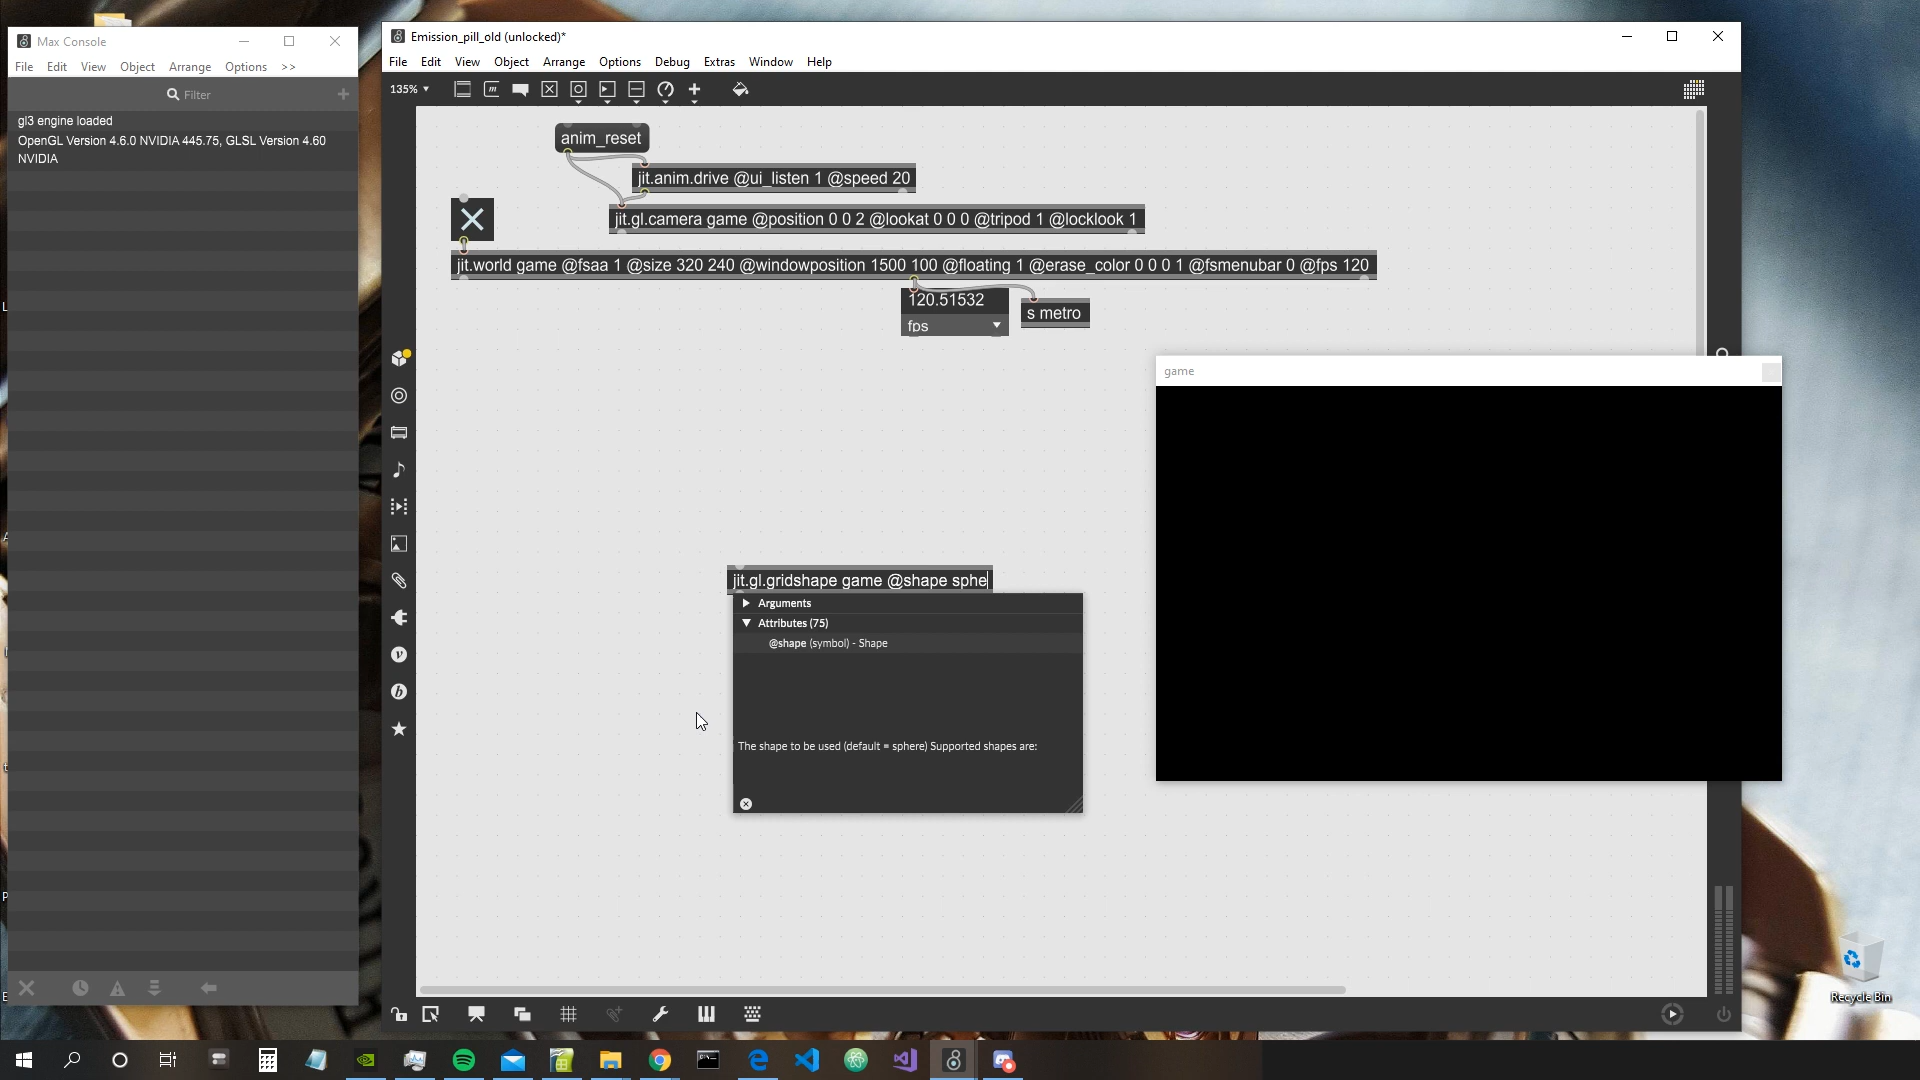 Max Console
File Edit View Object Arrange Options >>
Filter
gl3 engine loaded
OpenGL Version 4.6.0 NVIDIA 445.75, GLSL Version 4.60
NVIDIA
Emission_pill_old (unlocked)*
File Edit View Object Arrange Options Debug Extras Window Help
135%
anim_reset
jit.anim.drive @ui_listen 1 @speed 20
jit.gl.camera game @position 0 0 2 @lookat 0 0 0 @tripod 1 @locklook 1
jit.world game @fsaa 1 @size 320 240 @windowposition 1500 100 @floating 1 @erase_color 0 0 0 1 @fsmenubar 0 @fps 120
120.51532
fps
s metro
game
jit.gl.gridshape game @shape sphe
Arguments
Attributes (75)
@shape (symbol) - Shape
The shape to be used (default = sphere) Supported shapes are:
Recycle Bin